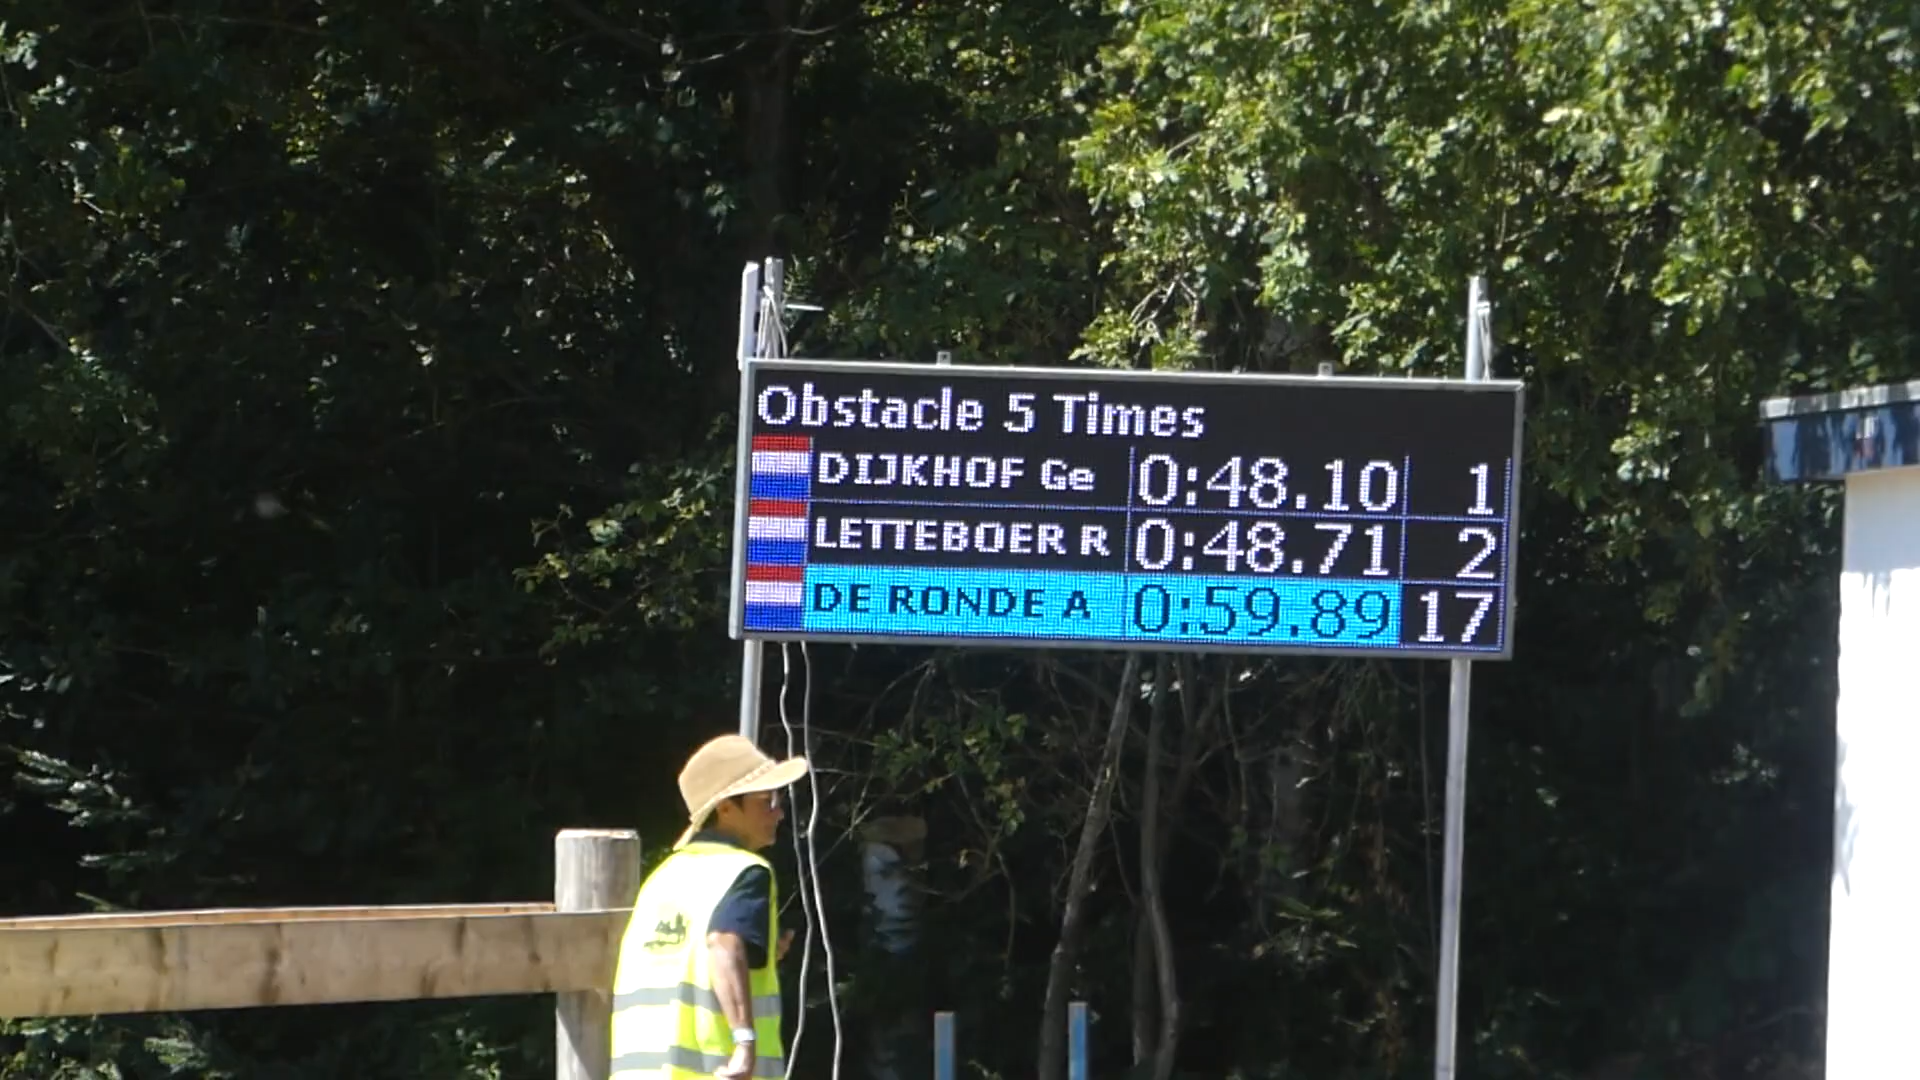 Obstacle 5 Times
DIJKHOF Ge 0:48.10 1
LETTEBOER R 0:48.71 2
DE RONDE A 0:59.89 17